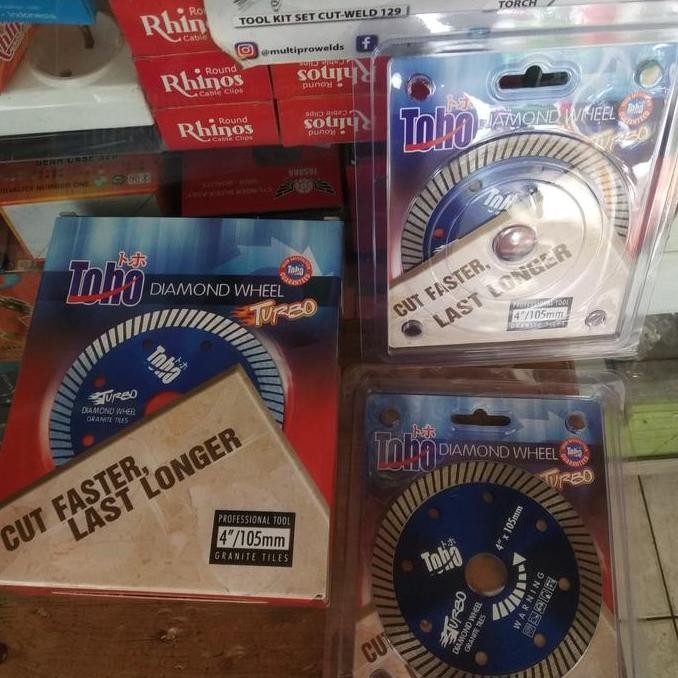 TOOL KIT SET CUT-WELD 129
TORCH
@multiprowelds
Round
Rhinos
Cable Clips
Round
Rhinos
Cable Clips
Round
Rhinos
Cable Clips
トホ
Toho
DIAMOND WHEEL
TURBO
GUARANTEED
Toho
TURBO
DIAMOND WHEEL
GRANITE TILES
CUT FASTER,
LAST LONGER
PROFESSIONAL TOOL
4"/105mm
GRANITE TILES
トホ
Toho
DIAMOND WHEEL
TURBO
Toho
CUT FASTER,
LAST LONGER
PROFESSIONAL TOOL
4"/105mm
GRANITE TILES
トホ
Toho
DIAMOND WHEEL
TURBO
Toho
4" x 105mm
TURBO
DIAMOND WHEEL
GRANITE TILES
WARNING
CU